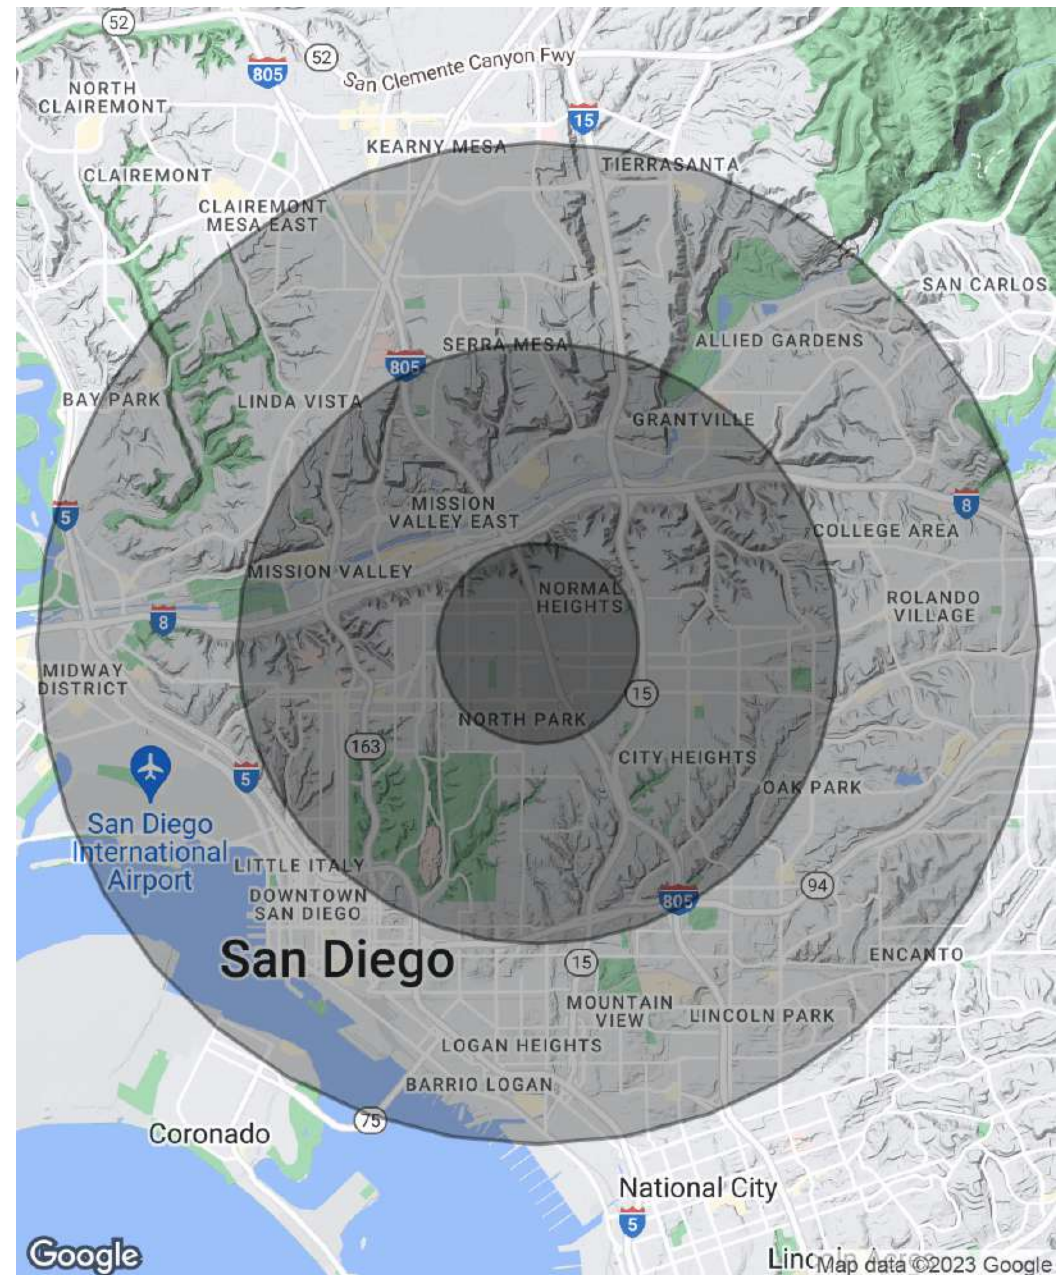 52
52
805
San Clemente Canyon Fwy
NORTH
CLAIREMONT
15
KEARNY MESA
TIERRASANTA
CLAIREMONT
CLAIREMONT
MESA EAST
SAN CARLOS
SERRA MESA
ALLIED GARDENS
805
BAY PARK
LINDA VISTA
GRANTVILLE
MISSION
VALLEY EAST
5
8
COLLEGE AREA
MISSION VALLEY
NORMAL
HEIGHTS
ROLANDO
VILLAGE
8
MIDWAY
DISTRICT
15
NORTH PARK
163
CITY HEIGHTS
5
OAK PARK
San Diego
International
Airport
LITTLE ITALY
94
DOWNTOWN
SAN DIEGO
805
San Diego
15
ENCANTO
MOUNTAIN
VIEW
LINCOLN PARK
LOGAN HEIGHTS
BARRIO LOGAN
75
Coronado
National City
5
Google
Map data ©2023 Google